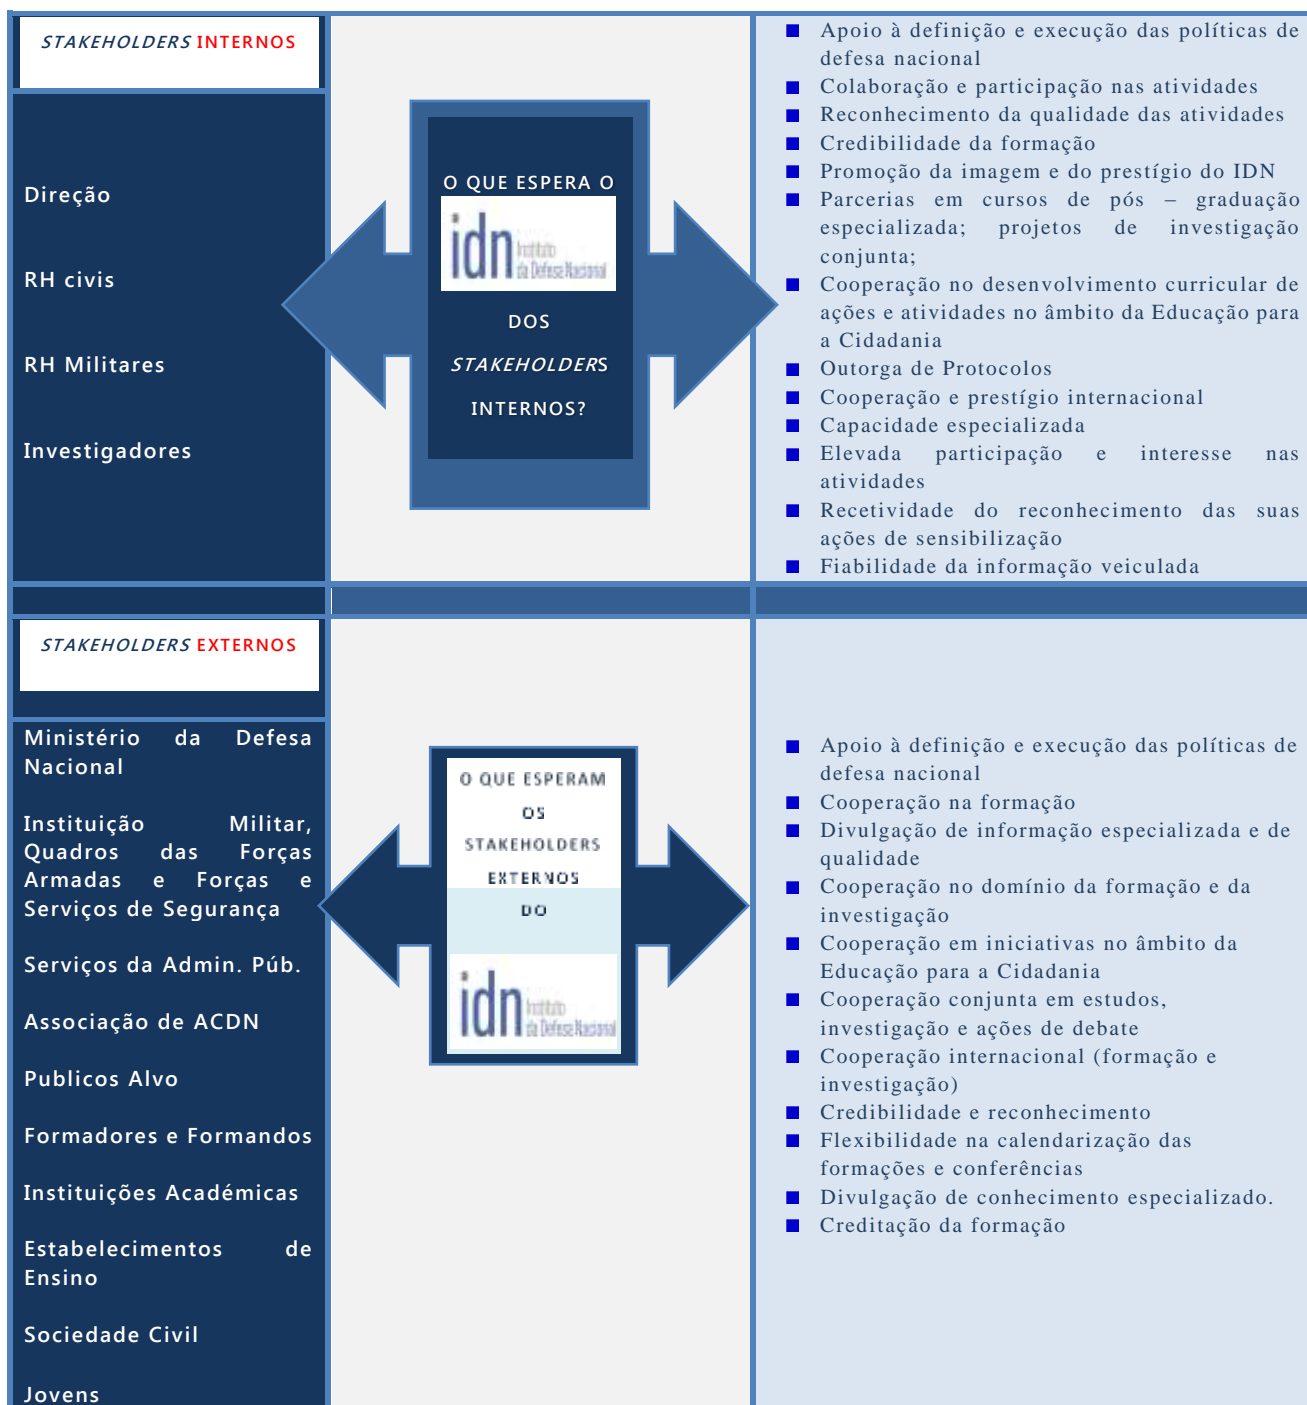 STAKEHOLDERS INTERNOS
Direção
RH civis
RH Militares
Investigadores
O QUE ESPERA O
idn Instituto
da Defesa Nacional
DOS
STAKEHOLDERS
INTERNOS?
Apoio à definição e execução das políticas de
defesa nacional
Colaboração e participação nas atividades
Reconhecimento da qualidade das atividades
Credibilidade da formação
Promoção da imagem e do prestígio do IDN
Parcerias em cursos de pós – graduação
especializada; projetos de investigação
conjunta;
Cooperação no desenvolvimento curricular de
ações e atividades no âmbito da Educação para
a Cidadania
Outorga de Protocolos
Cooperação e prestígio internacional
Capacidade especializada
Elevada participação e interesse nas
atividades
Recetividade do reconhecimento das suas
ações de sensibilização
Fiabilidade da informação veiculada
STAKEHOLDERS EXTERNOS
Ministério da Defesa
Nacional
Instituição Militar,
Quadros das Forças
Armadas e Forças e
Serviços de Segurança
Serviços da Admin. Púb.
Associação de ACDN
Publicos Alvo
Formadores e Formandos
Instituições Académicas
Estabelecimentos de
Ensino
Sociedade Civil
Jovens
O QUE ESPERAM
OS
STAKEHOLDERS
EXTERNOS
DO
idn Instituto
da Defesa Nacional
Apoio à definição e execução das políticas de
defesa nacional
Cooperação na formação
Divulgação de informação especializada e de
qualidade
Cooperação no domínio da formação e da
investigação
Cooperação em iniciativas no âmbito da
Educação para a Cidadania
Cooperação conjunta em estudos,
investigação e ações de debate
Cooperação internacional (formação e
investigação)
Credibilidade e reconhecimento
Flexibilidade na calendarização das
formações e conferências
Divulgação de conhecimento especializado.
Creditação da formação